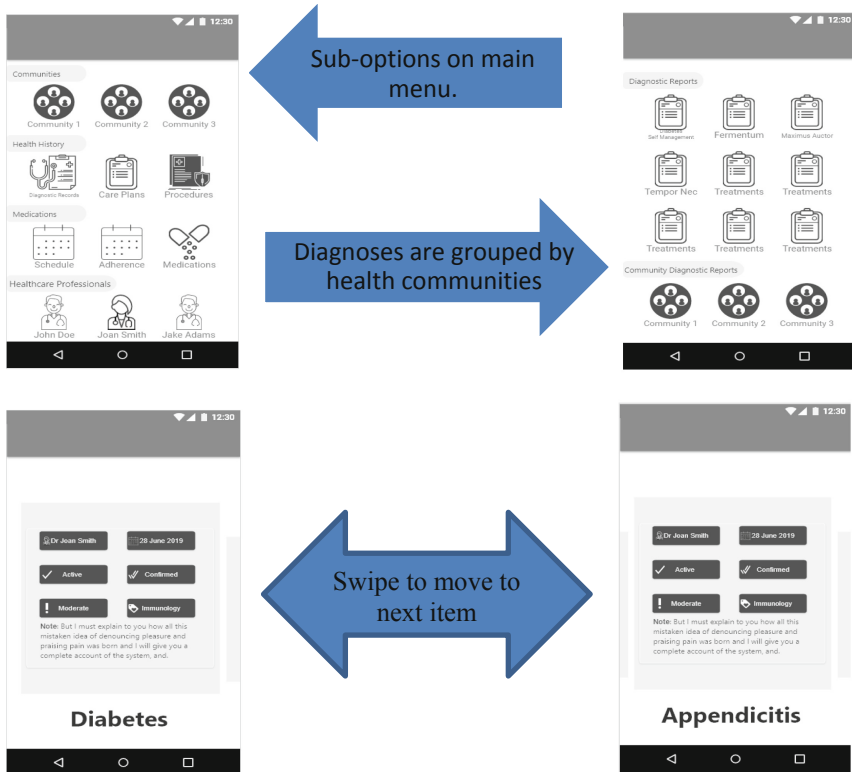 12:30
Communities
Community 1 Community 2 Community 3
Health History
Diagnostic Records Care Plans Procedures
Medications
Schedule Adherence Medications
Healthcare Professionals
John Doe Joan Smith Jake Adams
Sub-options on main
menu.
Diagnoses are grouped by
health communities
12:30
Diagnostic Reports
Diabetes
Self Management Fermentum Maximus Auctor
Tempor Nec Treatments Treatments
Treatments Treatments Treatments
Community Diagnostic Reports
Community 1 Community 2 Community 3
12:30
Dr Joan Smith 28 June 2019
Active Confirmed
Moderate Immunology
Note: But I must explain to you how all this
mistaken idea of denouncing pleasure and
praising pain was born and I will give you a
complete account of the system, and.
Diabetes
Swipe to move to
next item
12:30
Dr Joan Smith 28 June 2019
Active Confirmed
Moderate Immunology
Note: But I must explain to you how all this
mistaken idea of denouncing pleasure and
praising pain was born and I will give you a
complete account of the system, and.
Appendicitis